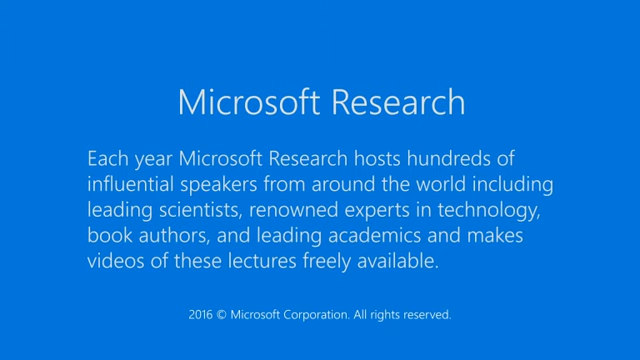 Microsoft Research
Each year Microsoft Research hosts hundreds of
influential speakers from around the world including
leading scientists, renowned experts in technology,
book authors, and leading academics and makes
videos of these lectures freely available.
2016 © Microsoft Corporation. All rights reserved.